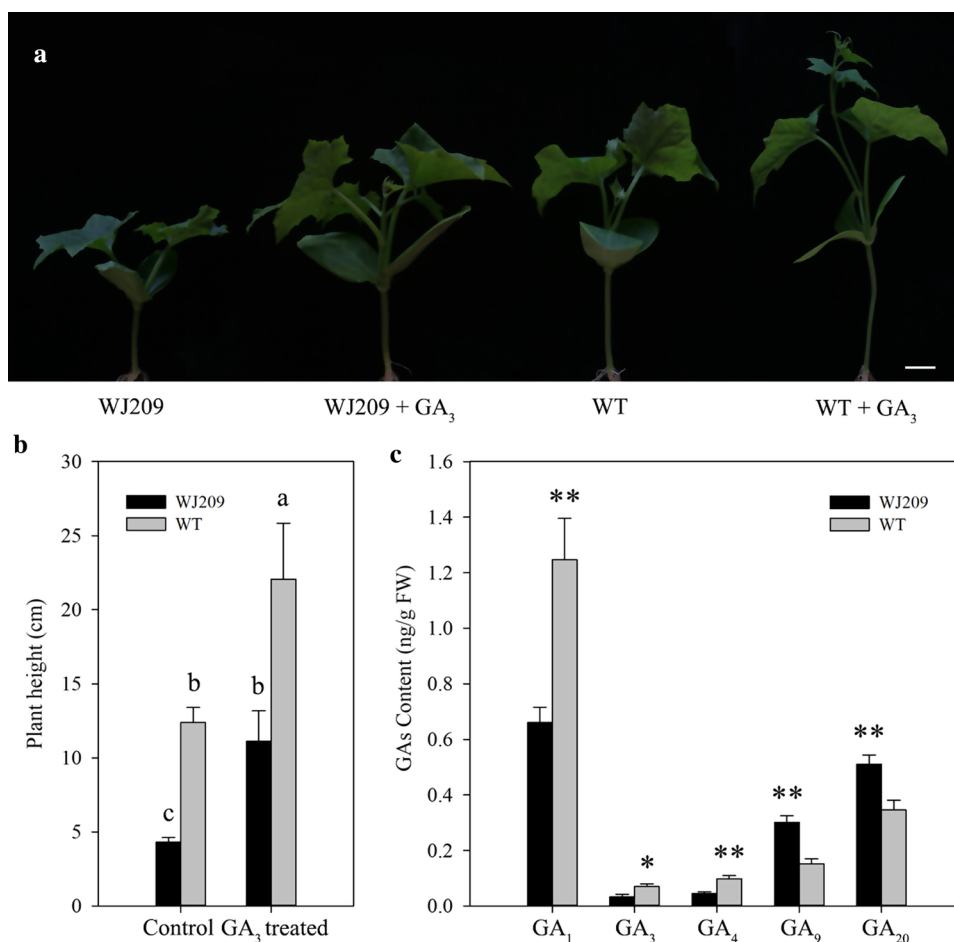 a
WJ209 WJ209 + GA₃ WT WT + GA₃
b
30
25
20
15
10
5
0
Plant height (cm)
WJ209
WT
c
b
b
a
Control GA₃ treated
c
1.6
1.4
1.2
1.0
0.8
0.6
0.4
0.2
0.0
GAs Content (ng/g FW)
WJ209
WT
**
*
**
**
**
GA₁ GA₃ GA₄ GA₉ GA₂₀